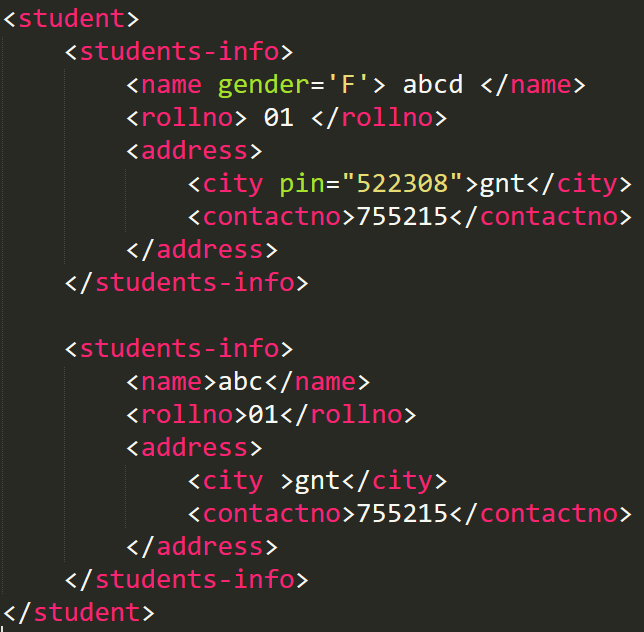 <student>
    <students-info>
        <name gender='F'> abcd </name>
        <rollno> 01 </rollno>
        <address>
            <city pin="522308">gnt</city>
            <contactno>755215</contactno>
        </address>
    </students-info>

    <students-info>
        <name>abc</name>
        <rollno>01</rollno>
        <address>
            <city >gnt</city>
            <contactno>755215</contactno>
        </address>
    </students-info>
</student>